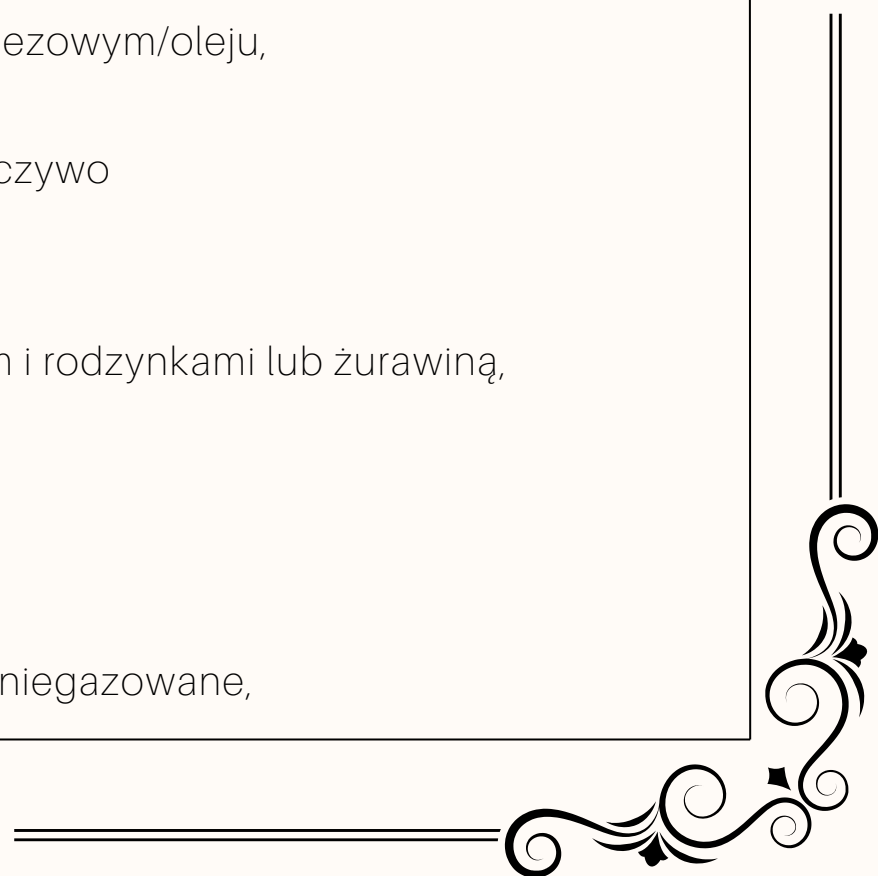 ezowym/oleju,
czywo
i rodzynkami lub żurawiną,
niegazowane,